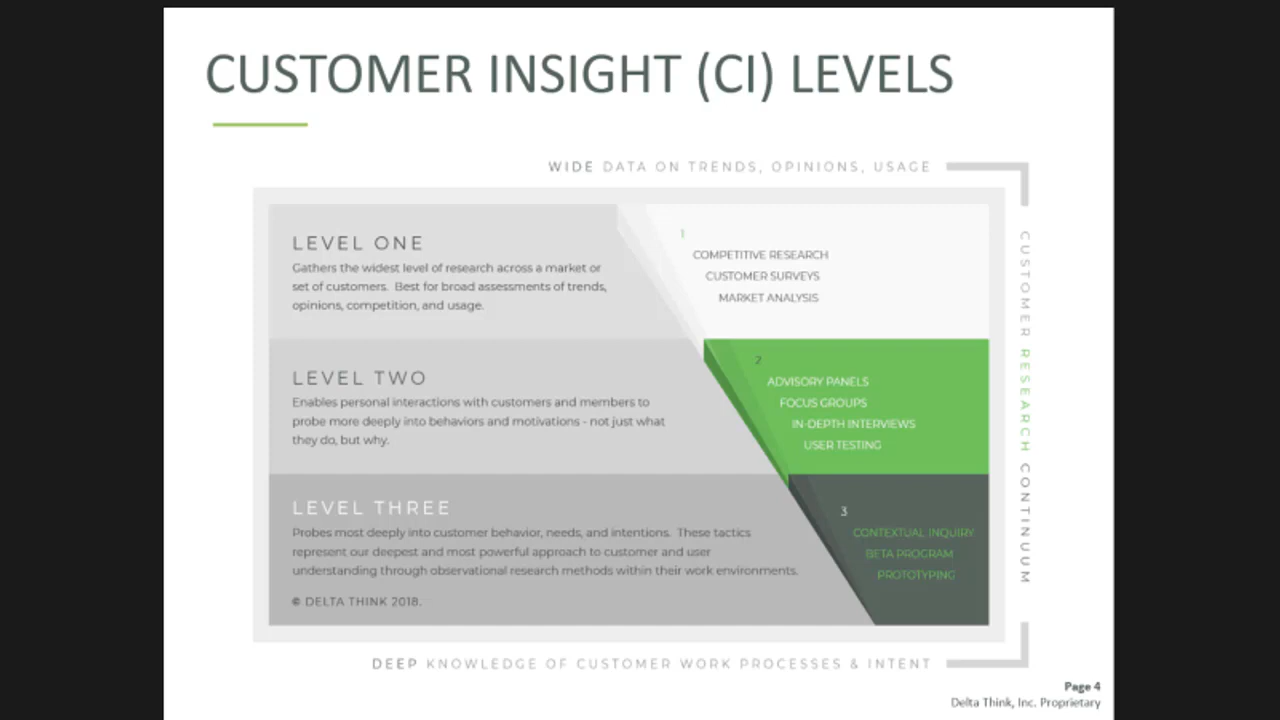 CUSTOMER INSIGHT (CI) LEVELS
WIDE DATA ON TRENDS, OPINIONS, USAGE
LEVEL ONE
Gathers the widest level of research across a market or
set of customers. Best for broad assessments of trends,
opinions, competition, and usage.
1
COMPETITIVE RESEARCH
CUSTOMER SURVEYS
MARKET ANALYSIS
LEVEL TWO
Enables personal interactions with customers and members to
probe more deeply into behaviors and motivations - not just what
they do, but why.
2
ADVISORY PANELS
FOCUS GROUPS
IN-DEPTH INTERVIEWS
USER TESTING
LEVEL THREE
Probes most deeply into customer behavior, needs, and intentions. These tactics
represent our deepest and most powerful approach to customer and user
understanding through observational research methods within their work environments.
© DELTA THINK 2018.
3
CONTEXTUAL INQUIRY
BETA PROGRAM
PROTOTYPING
CUSTOMER RESEARCH CONTINUUM
DEEP KNOWLEDGE OF CUSTOMER WORK PROCESSES & INTENT
Page 4
Delta Think, Inc. Proprietary